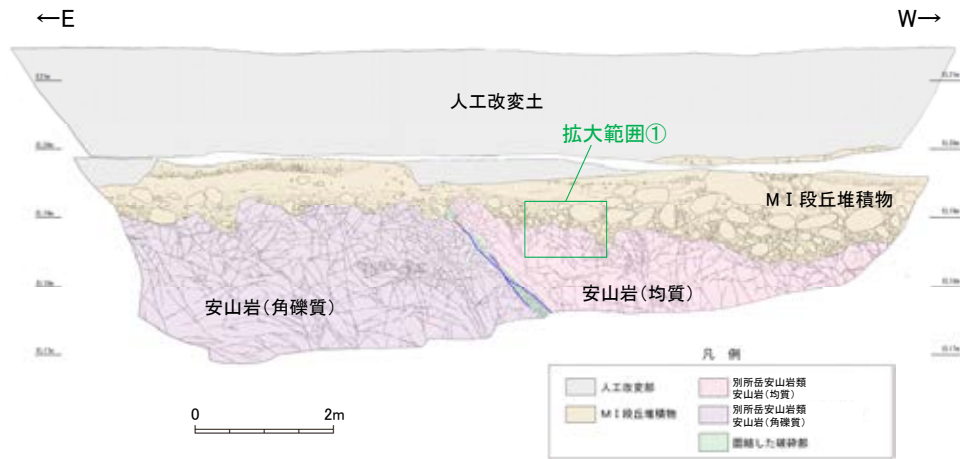 ←E
W→
人工改変土
拡大範囲①
MⅠ段丘堆積物
安山岩(角礫質)
安山岩(均質)
凡 例
人工改変部
MⅠ段丘堆積物
別所岳安山岩類
安山岩(均質)
別所岳安山岩類
安山岩(角礫質)
固結した破砕部
0
2m